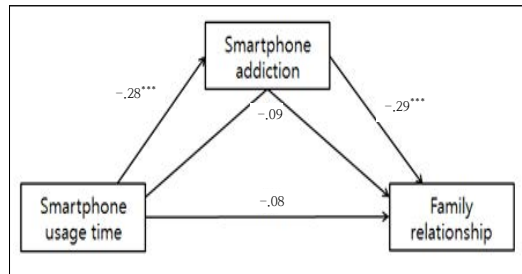 Smartphone
addiction
-.28***
-.09
-.29***
-.08
Smartphone
usage time
Family
relationship